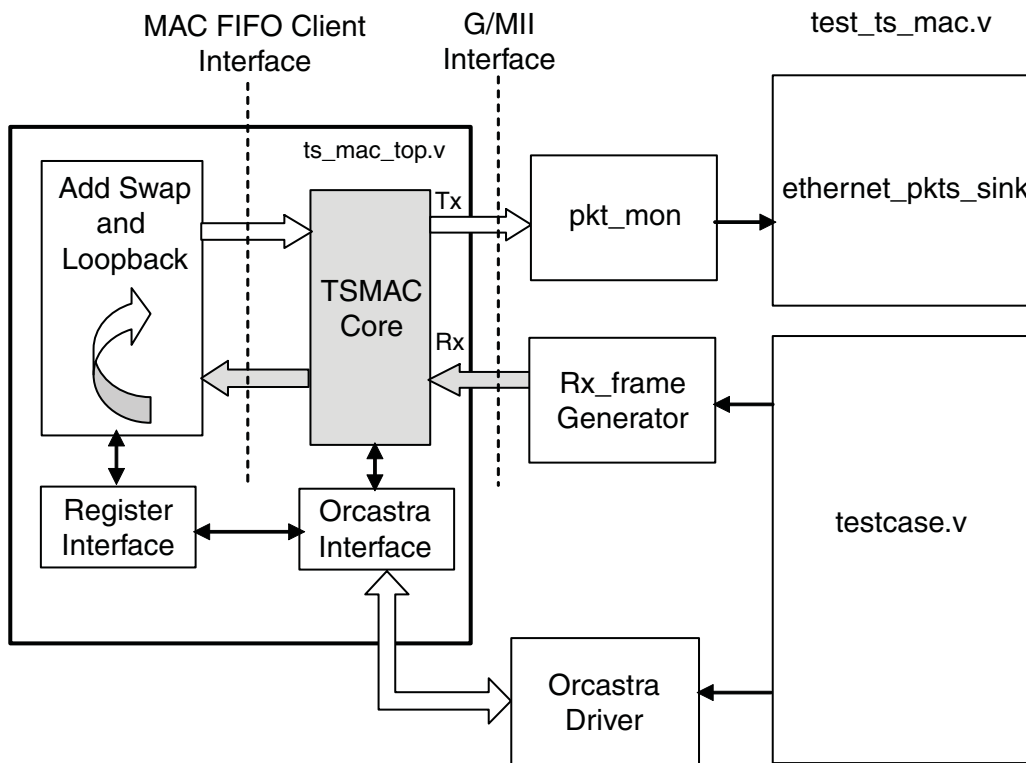 MAC FIFO Client
Interface
G/MII
Interface
test_ts_mac.v
ts_mac_top.v
Add Swap
and
Loopback
TSMAC
Core
Tx
Rx
pkt_mon
ethernet_pkts_sink
Rx_frame
Generator
testcase.v
Register
Interface
Orcastra
Interface
Orcastra
Driver